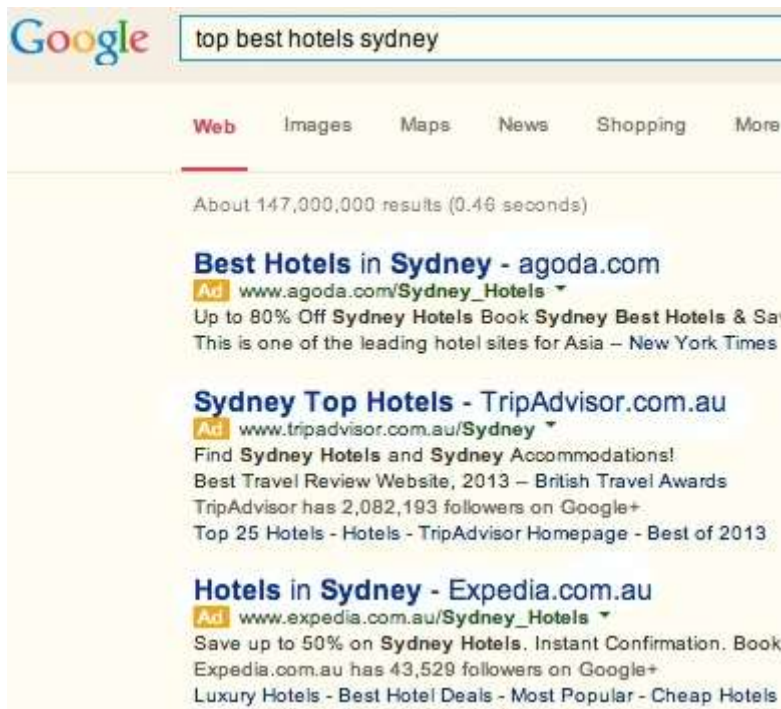 Google top best hotels sydney
Web Images Maps News Shopping More
About 147,000,000 results (0.46 seconds)
Best Hotels in Sydney - agoda.com
Ad www.agoda.com/Sydney_Hotels
Up to 80% Off Sydney Hotels Book Sydney Best Hotels & Sa
This is one of the leading hotel sites for Asia – New York Times
Sydney Top Hotels - TripAdvisor.com.au
Ad www.tripadvisor.com.au/Sydney
Find Sydney Hotels and Sydney Accommodations!
Best Travel Review Website, 2013 – British Travel Awards
TripAdvisor has 2,082,193 followers on Google+
Top 25 Hotels - Hotels - TripAdvisor Homepage - Best of 2013
Hotels in Sydney - Expedia.com.au
Ad www.expedia.com.au/Sydney_Hotels
Save up to 50% on Sydney Hotels. Instant Confirmation. Book
Expedia.com.au has 43,529 followers on Google+
Luxury Hotels - Best Hotel Deals - Most Popular - Cheap Hotels